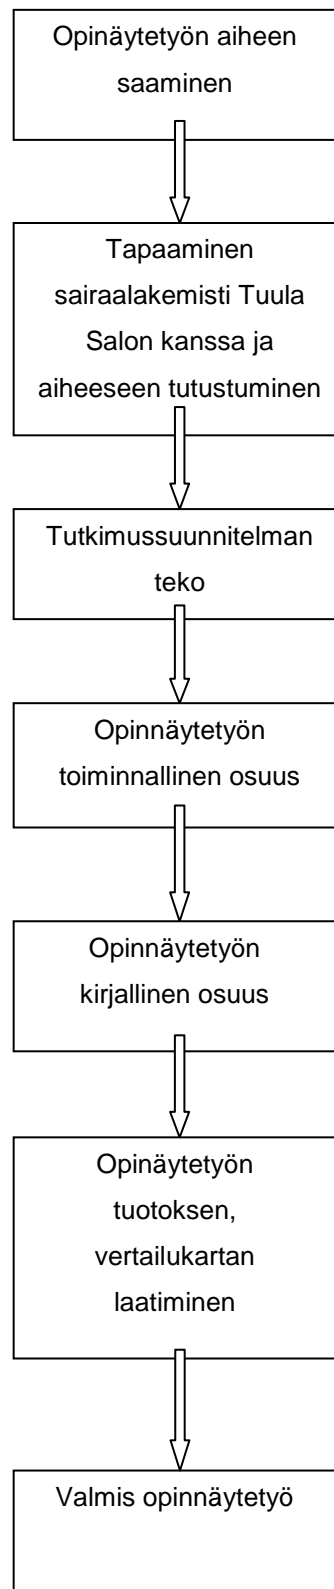 Opinäytetyön aiheen
saaminen
Tapaaminen
sairaalakemisti Tuula
Salon kanssa ja
aiheeseen tutustuminen
Tutkimussuunnitelman
teko
Opinnäytetyön
toiminnallinen osuus
Opinnäytetyön
kirjallinen osuus
Opinäytetyön
tuotoksen,
vertailukartan
laatiminen
Valmis opinnäytetyö